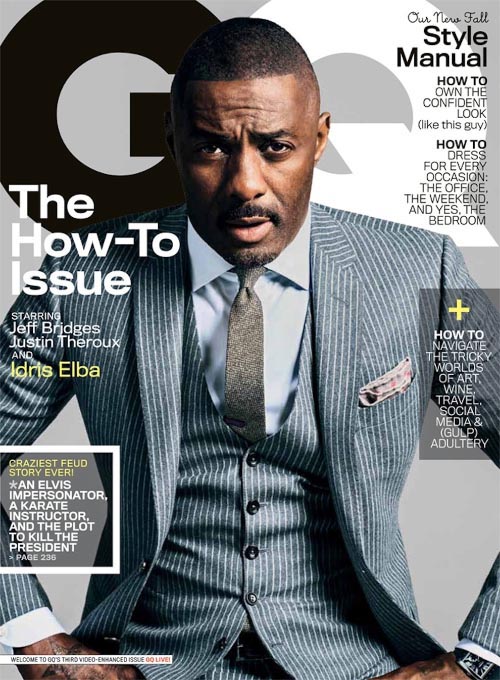 GQ
Our New Fall
Style
Manual
HOW TO
OWN THE
CONFIDENT
LOOK
(like this guy)
HOW TO
DRESS
FOR EVERY
OCCASION:
THE OFFICE,
THE WEEKEND,
AND YES, THE
BEDROOM
The
How-To
issue
STARRING
Jeff Bridges
Justin Theroux
AND
Idris Elba
+
HOW TO
NAVIGATE
THE TRICKY
WORLDS
OF ART,
WINE,
TRAVEL,
SOCIAL
MEDIA &
(GULP)
ADULTERY
CRAZIEST FEUD
STORY EVER!
*AN ELVIS
IMPERSONATOR,
A KARATE
INSTRUCTOR,
AND THE PLOT
TO KILL THE
PRESIDENT
> PAGE 236
WELCOME TO GQ'S THIRD VIDEO-ENHANCED ISSUE GQ LIVE!